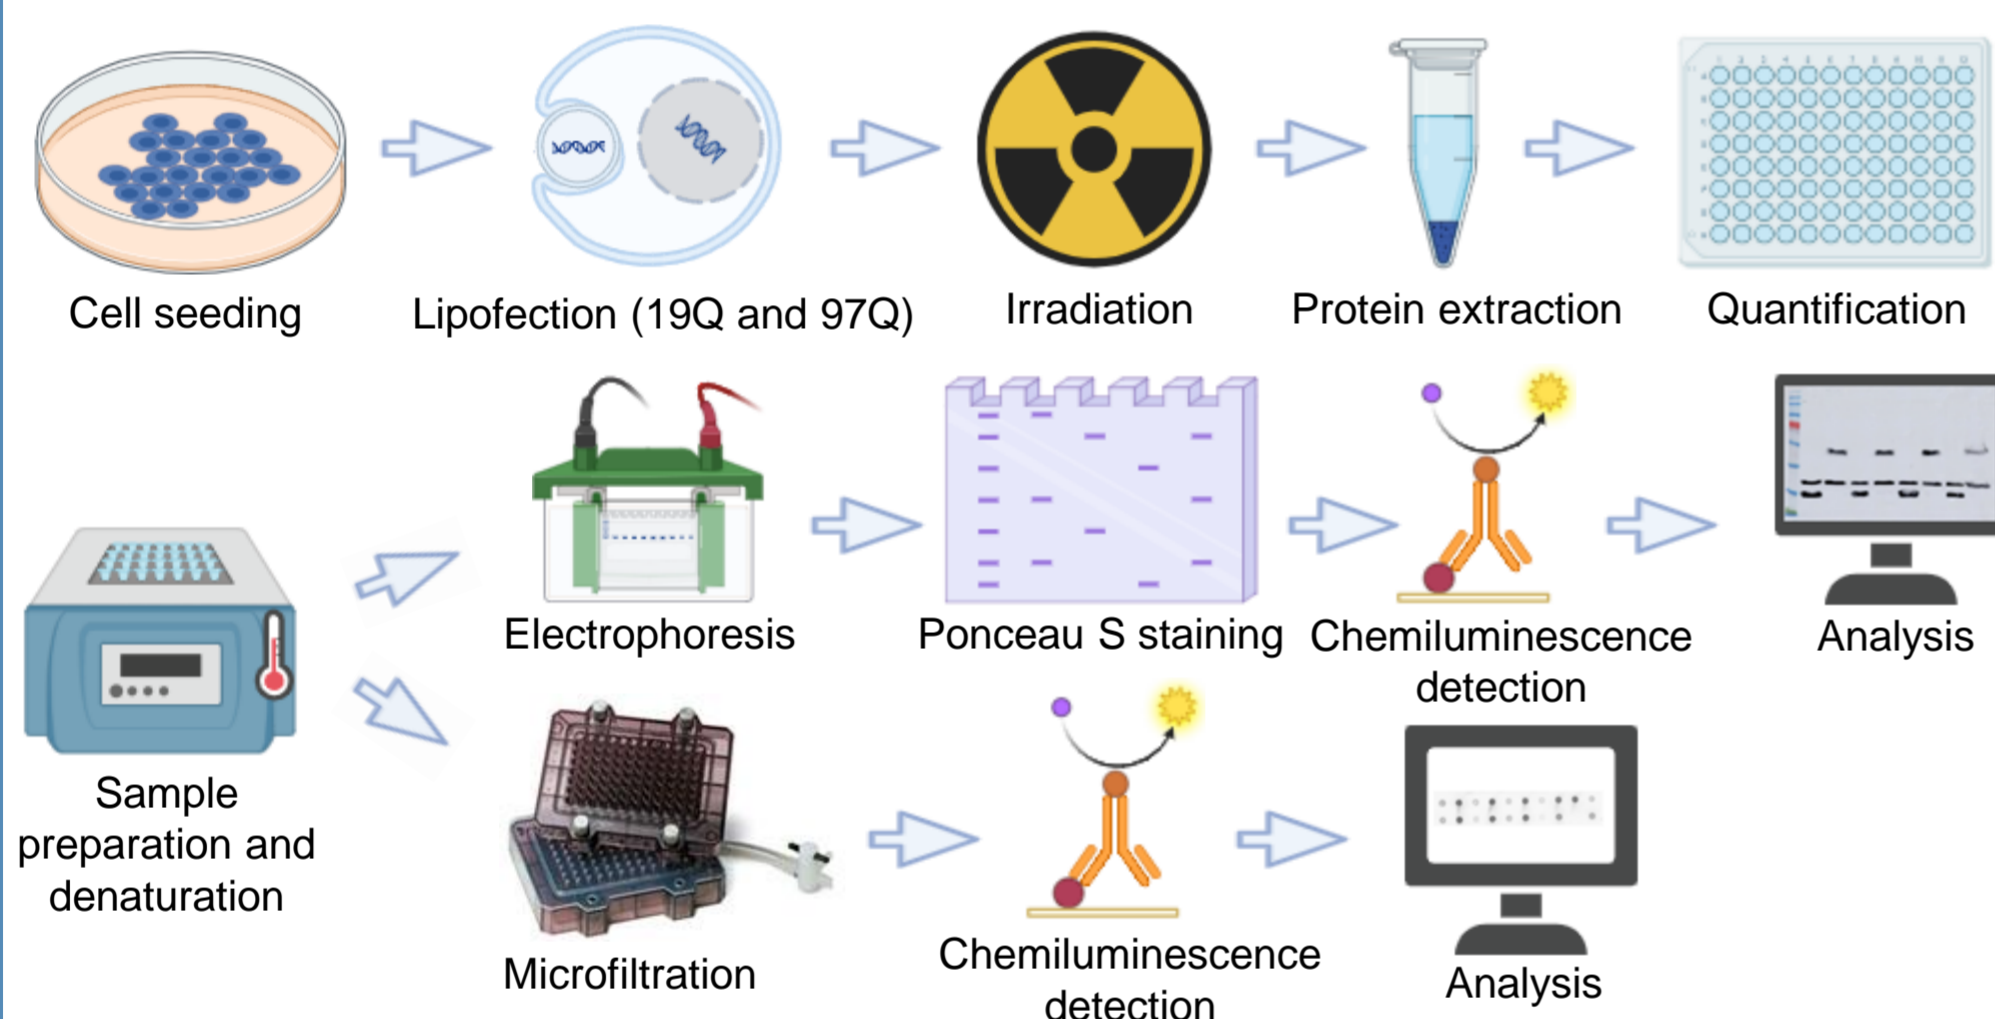 Cell seeding
Lipofection (19Q and 97Q)
Irradiation
Protein extraction
Quantification
Sample
preparation and
denaturation
Electrophoresis
Ponceau S staining
Chemiluminescence
detection
Analysis
Microfiltration
Chemiluminescence
detection
Analysis